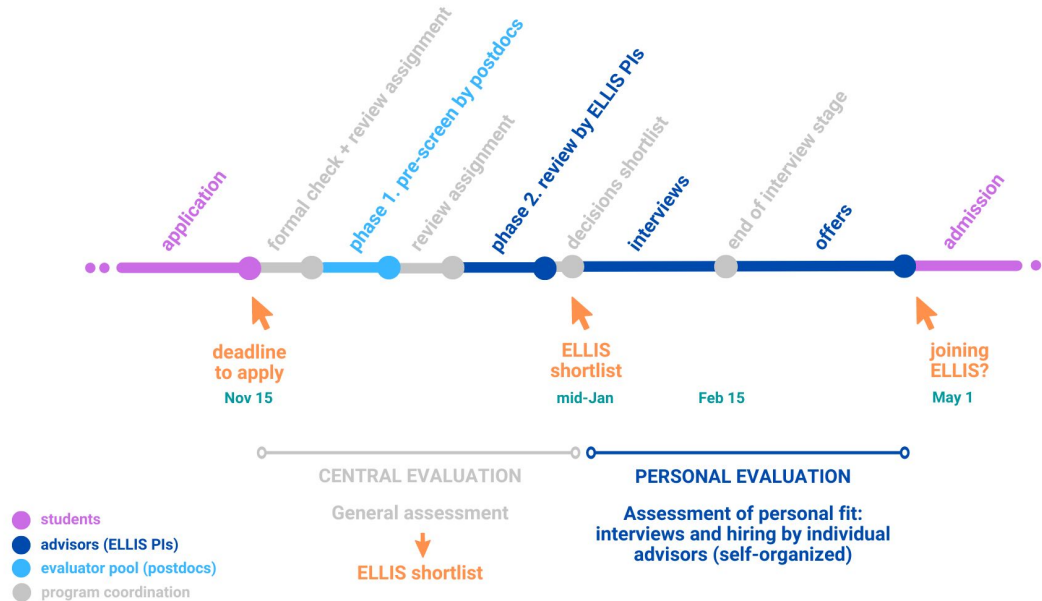 application
formal check + review assignment
phase 1. pre-screen by postdocs
review assignment
phase 2. review by ELLIS PIs
decisions shortlist
interviews
end of interview stage
offers
admission
deadline
to apply
Nov 15
ELLIS
shortlist
mid-Jan
Feb 15
joining
ELLIS?
May 1
CENTRAL EVALUATION
General assessment
ELLIS shortlist
PERSONAL EVALUATION
Assessment of personal fit:
interviews and hiring by individual
advisors (self-organized)
students
advisors (ELLIS PIs)
evaluator pool (postdocs)
program coordination